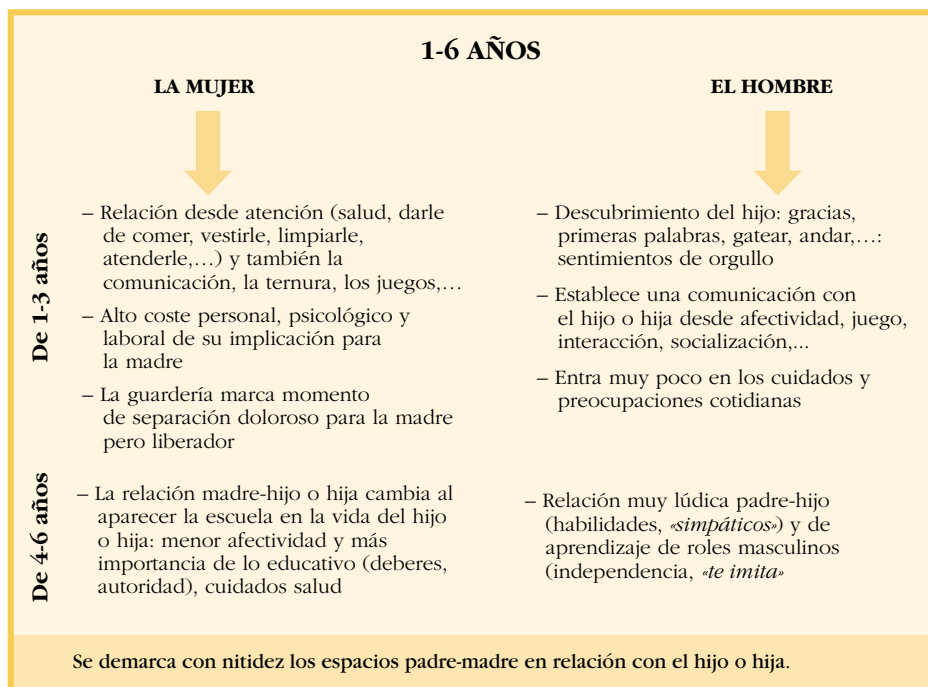 1-6 AÑOS
LA MUJER
EL HOMBRE
De 1-3 años
– Relación desde atención (salud, darle
de comer, vestirle, limpiarle,
atenderle,…) y también la
comunicación, la ternura, los juegos,…
– Alto coste personal, psicológico y
laboral de su implicación para
la madre
– La guardería marca momento
de separación doloroso para la madre
pero liberador
– Descubrimiento del hijo: gracias,
primeras palabras, gatear, andar,…:
sentimientos de orgullo
– Establece una comunicación con
el hijo o hija desde afectividad, juego,
interacción, socialización,...
– Entra muy poco en los cuidados y
preocupaciones cotidianas
De 4-6 años
– La relación madre-hijo o hija cambia al
aparecer la escuela en la vida del hijo
o hija: menor afectividad y más
importancia de lo educativo (deberes,
autoridad), cuidados salud
– Relación muy lúdica padre-hijo
(habilidades, «simpáticos») y de
aprendizaje de roles masculinos
(independencia, «te imita»
Se demarca con nitidez los espacios padre-madre en relación con el hijo o hija.